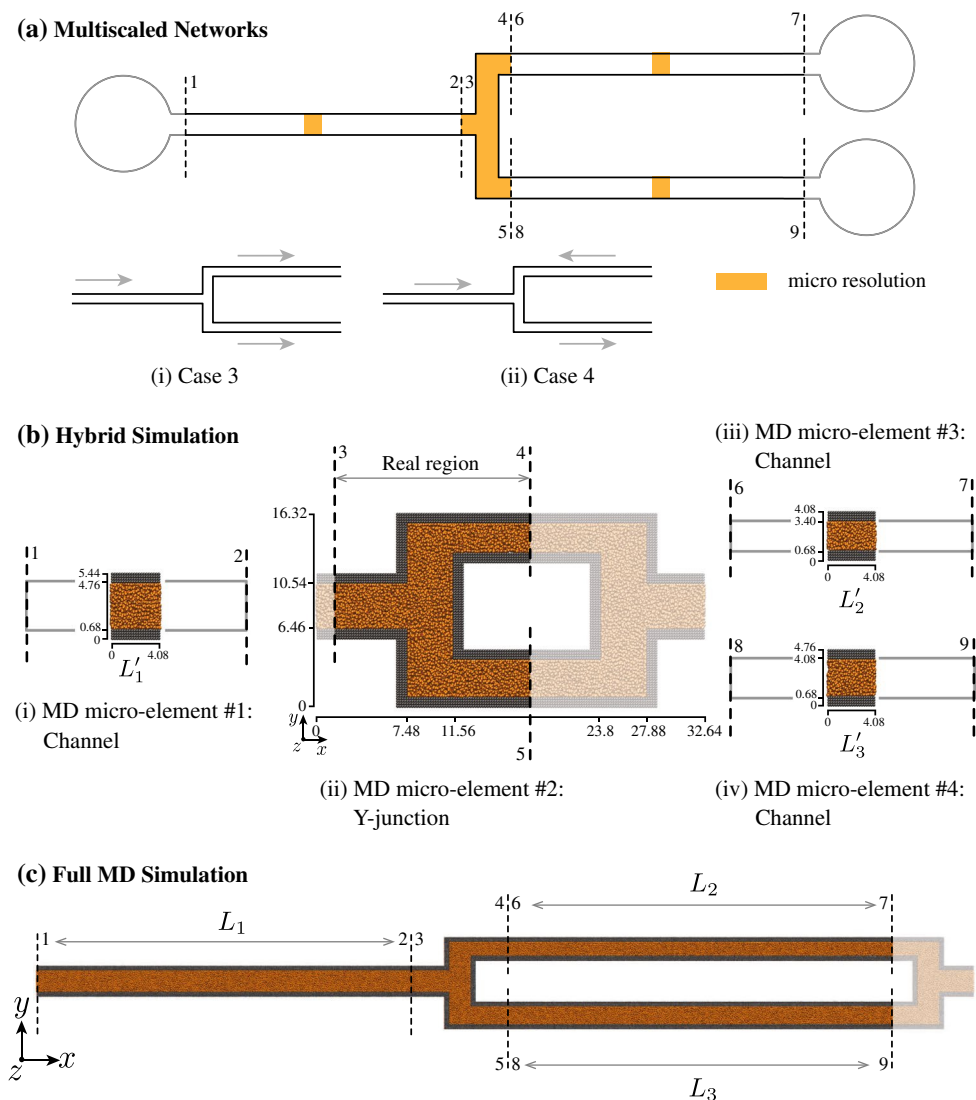 (a) Multiscaled Networks
1
2 3
4 6
7
5 8
9
micro resolution
(i) Case 3
(ii) Case 4
(b) Hybrid Simulation
1
2
5.44
4.76
0.68
0
0 4.08
L′₁
(i) MD micro-element #1:
Channel
3
Real region
4
16.32
10.54
6.46
0
y
z x
0 7.48 11.56 23.8 27.88 32.64
5
(ii) MD micro-element #2:
Y-junction
(iii) MD micro-element #3:
Channel
6
7
4.08
3.40
0.68
0
0 4.08
L′₂
8
9
4.76
4.08
0.68
0
0 4.08
L′₃
(iv) MD micro-element #4:
Channel
(c) Full MD Simulation
1
L₁
2 3
4 6
L₂
7
y
z x
5 8
9
L₃